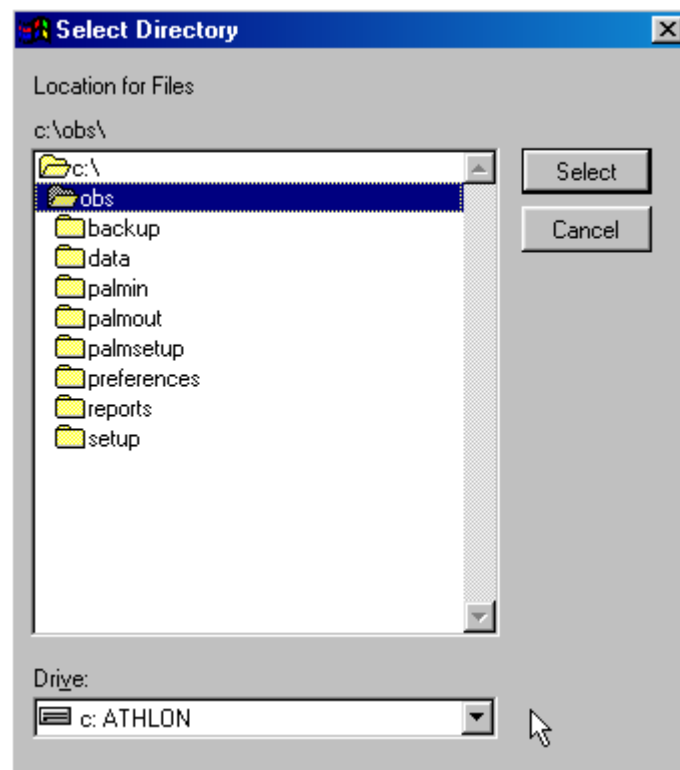 Select Directory
Location for Files
c:\obs\
c:\
obs
backup
data
palmin
palmout
palmsetup
preferences
reports
setup
Select
Cancel
Drive:
c: ATHLON